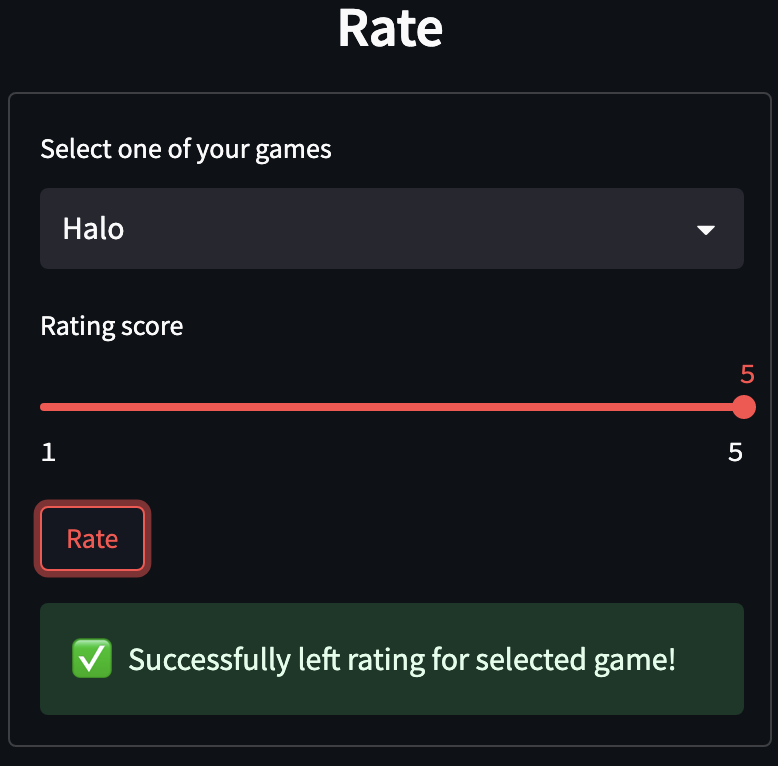 Rate
Select one of your games
Halo
Rating score
5
1 5
Rate
✅ Successfully left rating for selected game!